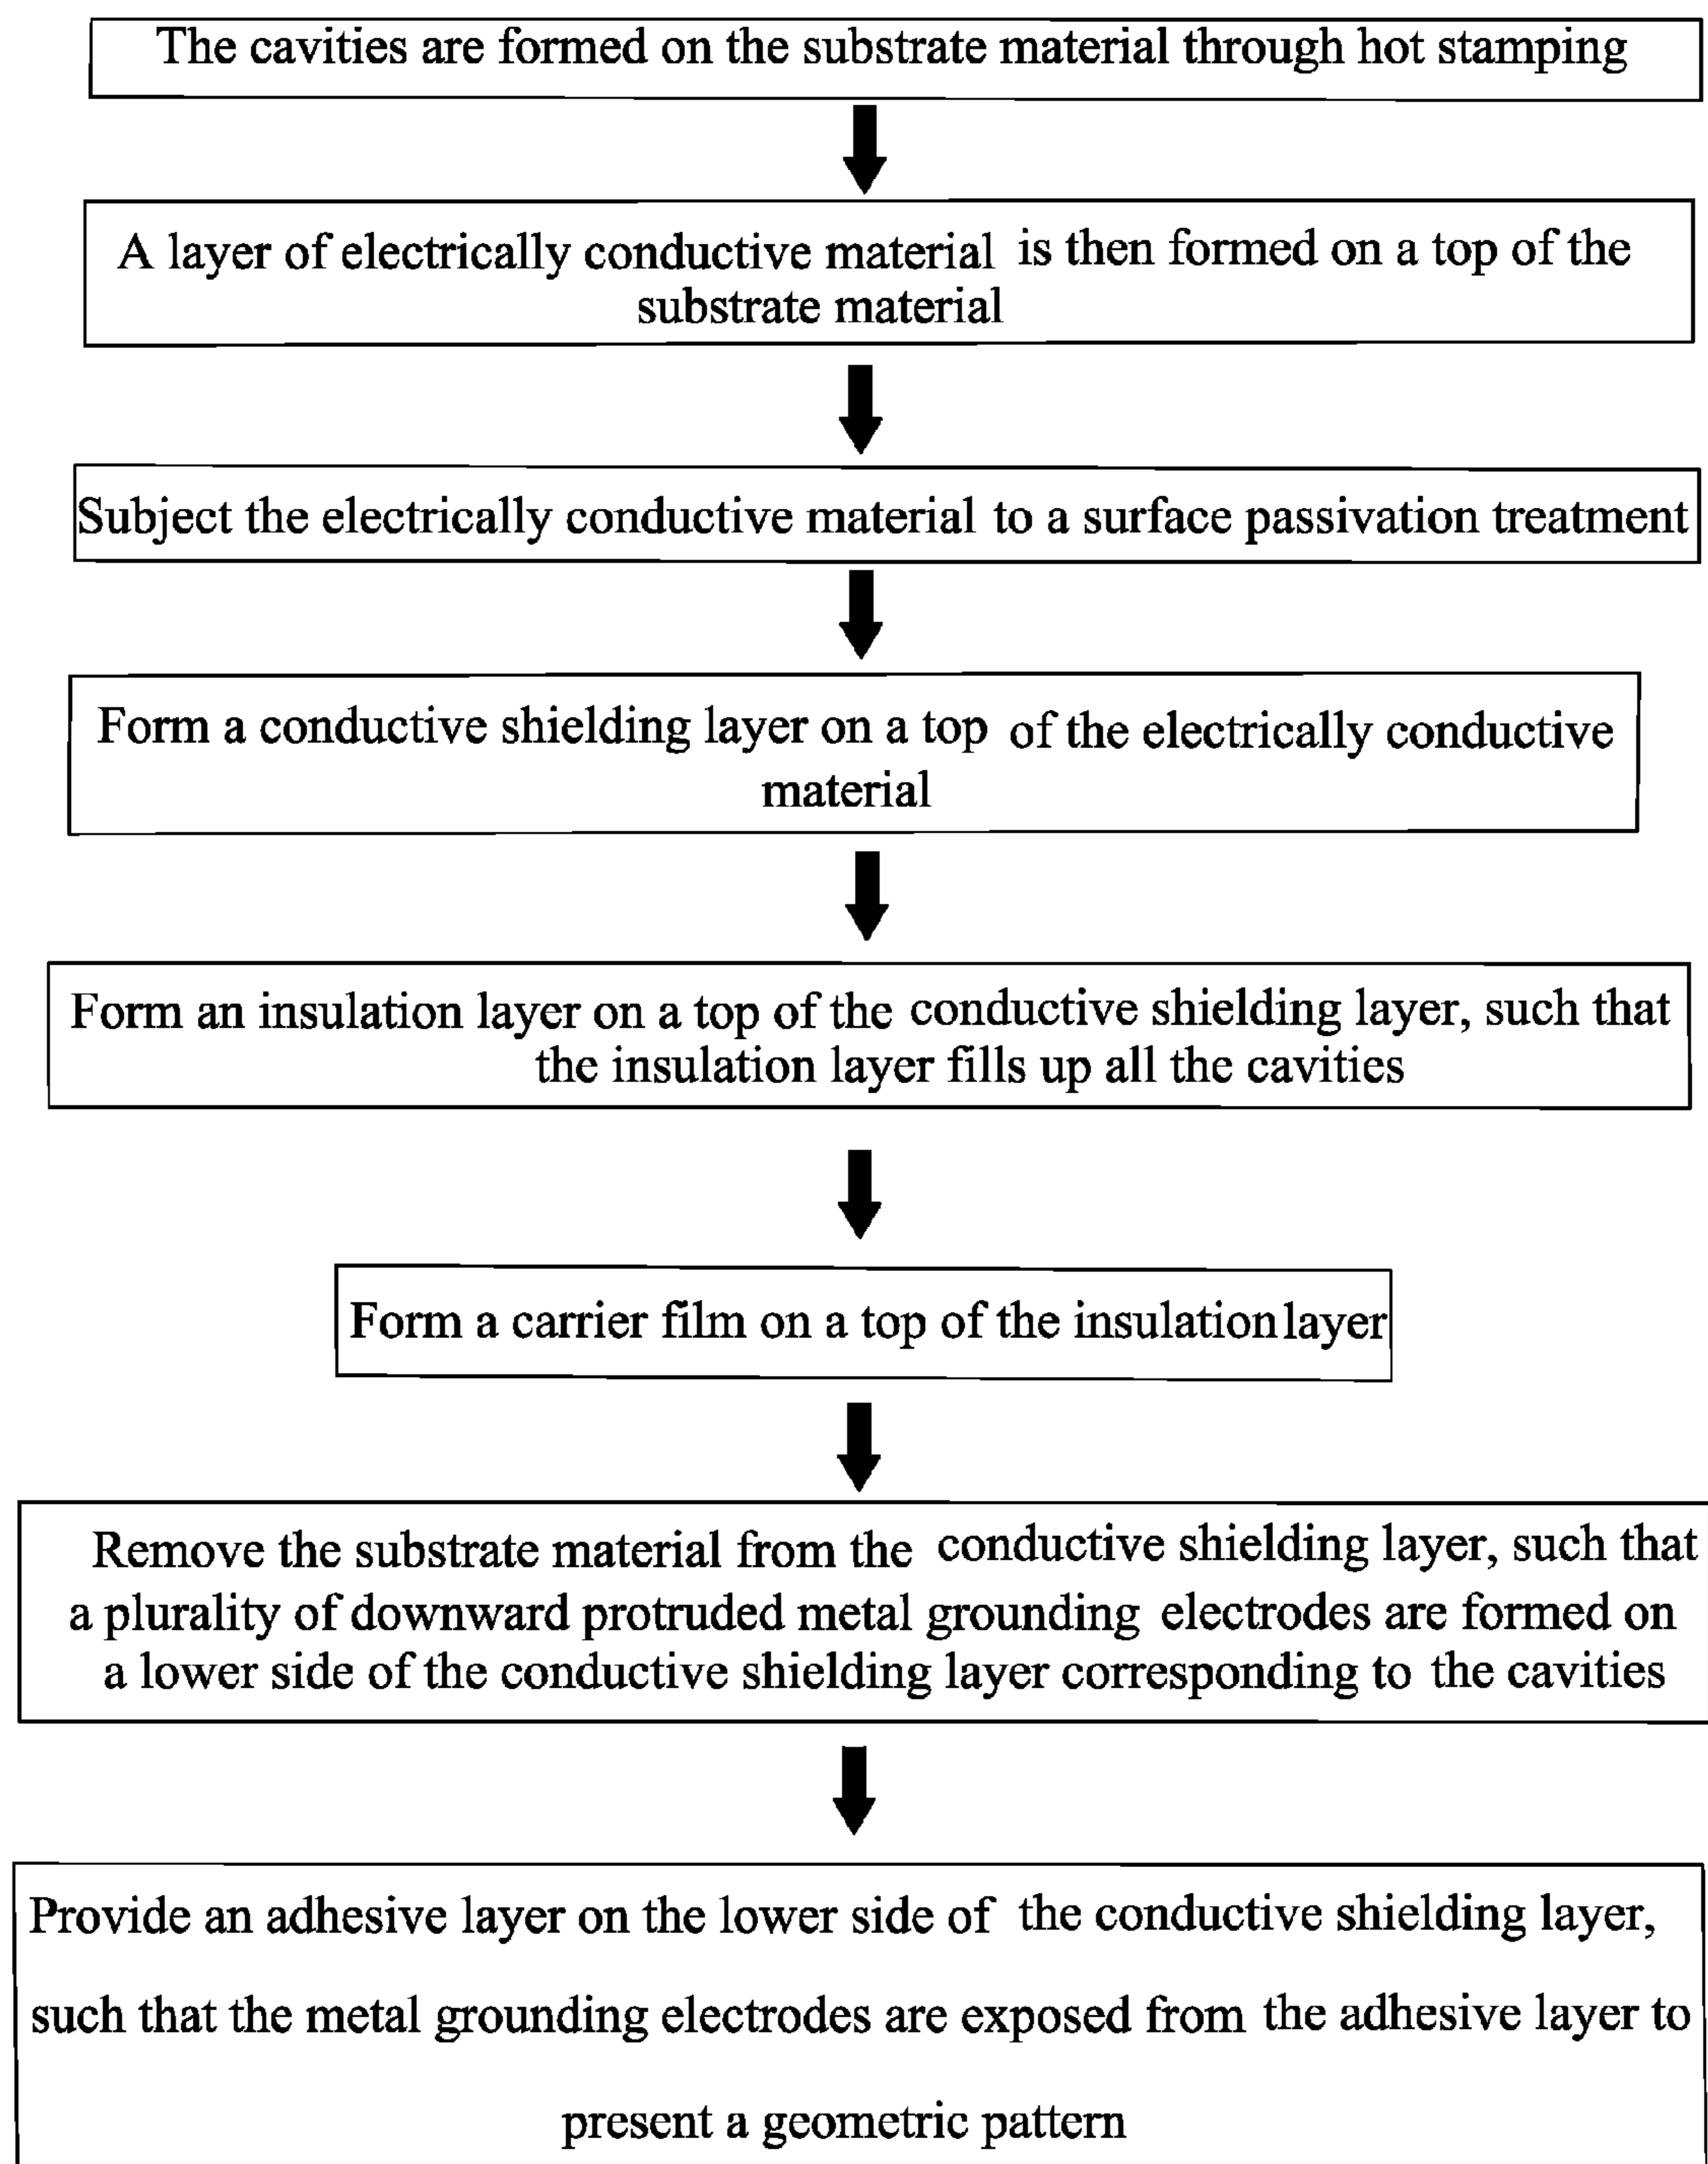 The cavities are formed on the substrate material through hot stamping
A layer of electrically conductive material is then formed on a top of the
substrate material
Subject the electrically conductive material to a surface passivation treatment
Form a conductive shielding layer on a top of the electrically conductive
material
Form an insulation layer on a top of the conductive shielding layer, such that
the insulation layer fills up all the cavities
Form a carrier film on a top of the insulation layer
Remove the substrate material from the conductive shielding layer, such that
a plurality of downward protruded metal grounding electrodes are formed on
a lower side of the conductive shielding layer corresponding to the cavities
Provide an adhesive layer on the lower side of the conductive shielding layer,
such that the metal grounding electrodes are exposed from the adhesive layer to
present a geometric pattern